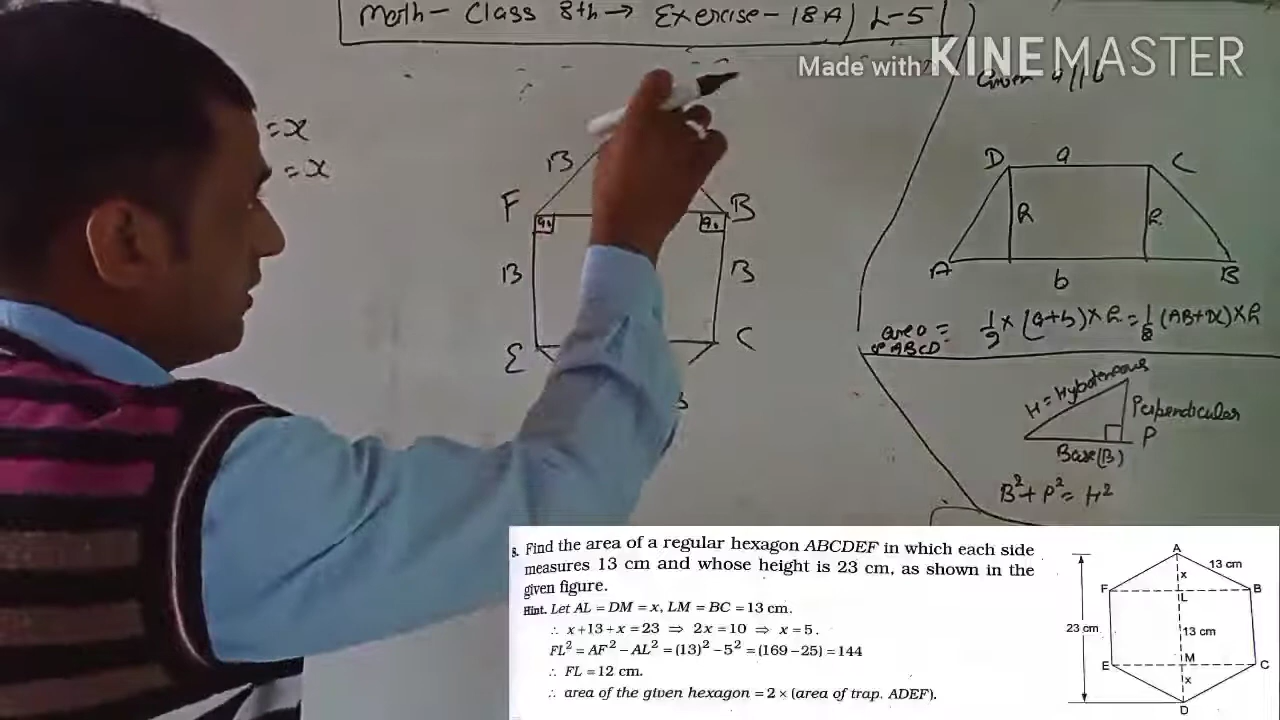 Math - Class 8th → Exercise - 18A) L-5
Made with KINEMASTER
Given a||b
= x
= x
13
F
B
90
90
13
13
E
C
D
a
C
h
h
A
b
B
area of ABCD = 1/2 × (a+b) × h = 1/2 (AB+DC) × h
H = Hypotenous
Perpendicular
P
Base(B)
B² + P² = H²
8. Find the area of a regular hexagon ABCDEF in which each side
measures 13 cm and whose height is 23 cm, as shown in the
given figure.
Hint. Let AL = DM = x, LM = BC = 13 cm.
∴ x+13+x = 23 ⇒ 2x = 10 ⇒ x = 5.
FL² = AF² − AL² = (13)² − 5² = (169 − 25) = 144
∴ FL = 12 cm.
∴ area of the given hexagon = 2 × (area of trap. ADEF).
A
13 cm
x
F
L
B
23 cm
13 cm
E
M
C
x
D